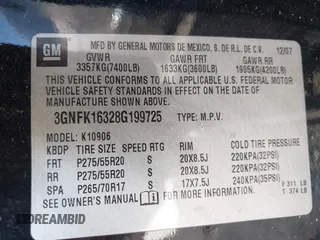 GM
MFD BY GENERAL MOTORS DE MEXICO, S. DE R.L. DE C.V. 12/07
GVWR GAWR FRT GAWR RR
3357KG(7400LB) 1633KG(3600LB) 1905KG(4200LB)
THIS VEHICLE CONFORMS TO ALL APPLICABLE U.S. FEDERAL MOTOR
VEHICLE SAFETY STANDARDS IN EFFECT ON THE DATE OF
MANUFACTURE SHOWN ABOVE.
3GNFK16328G199725 TYPE: M.P.V.
MODEL: K10906
KBDP TIRE SIZE SPEED RTG RIM COLD TIRE PRESSURE
FRT P275/55R20 S 20X8.5J 220KPA(32PSI)
RR P275/55R20 S 20X8.5J 220KPA(32PSI)
SPA P265/70R17 S 17X7.5J 240KPA(35PSI)
SEE OWNER'S MANUAL FOR MORE INFORMATION.
F 311 LB
T 374 LB
DREAMBID